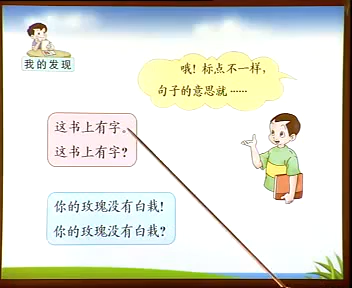 我的发现
哦！标点不一样，
句子的意思就……
这书上有字。
这书上有字？
你的玫瑰没有白栽！
你的玫瑰没有白栽？